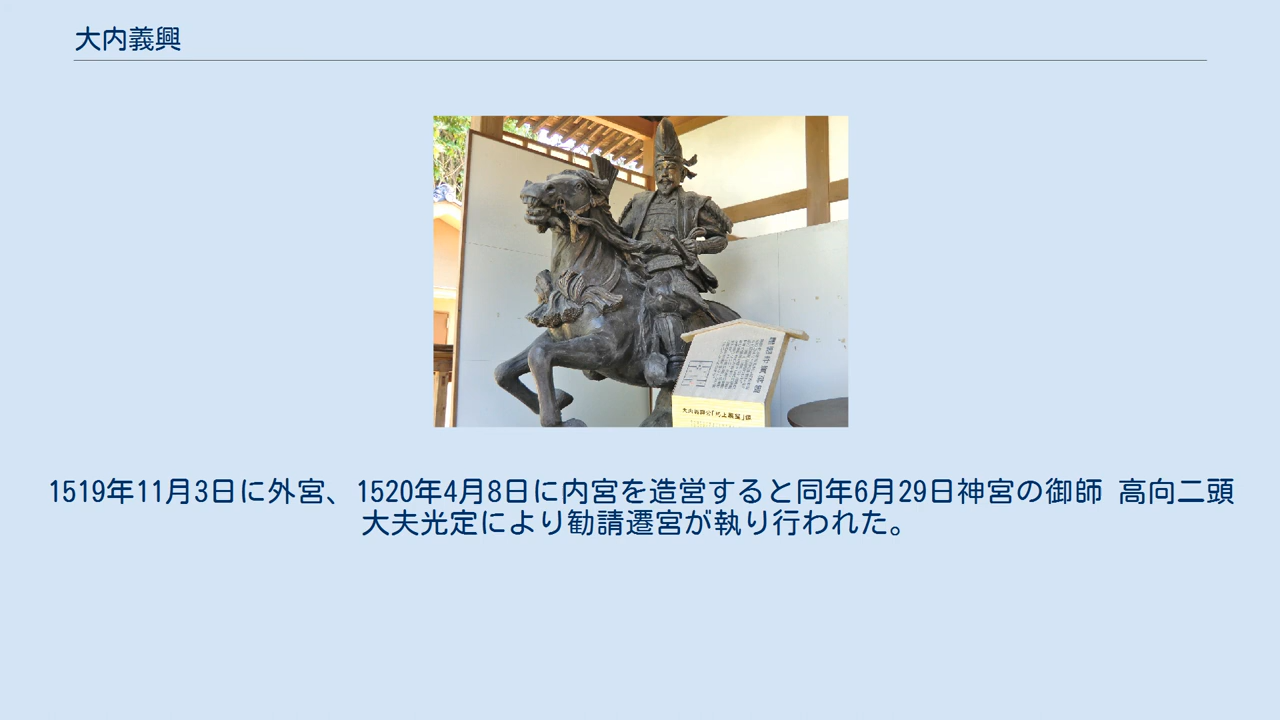 大内義興
1519年11月3日に外宮、1520年4月8日に内宮を造営すると同年6月29日神宮の御師 高向二頭
大夫光定により勧請遷宮が執り行われた。